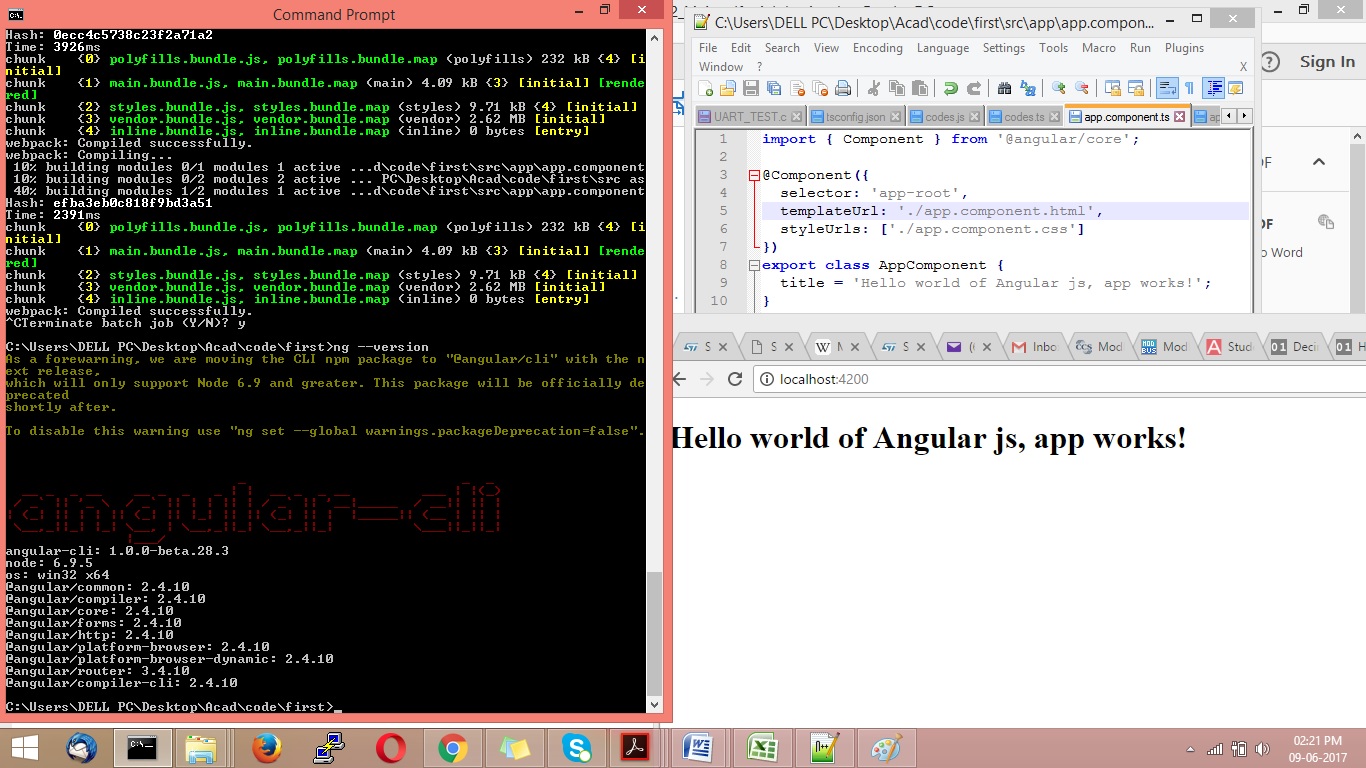 Command Prompt
Hash: 0ecc4c5738c23f2a71a2
Time: 3926ms
chunk    {0} polyfills.bundle.js, polyfills.bundle.map (polyfills) 232 kB {4} [i
nitial]
chunk    {1} main.bundle.js, main.bundle.map (main) 4.09 kB {3} [initial] [rende
red]
chunk    {2} styles.bundle.js, styles.bundle.map (styles) 9.71 kB {4} [initial]
chunk    {3} vendor.bundle.js, vendor.bundle.map (vendor) 2.62 MB [initial]
chunk    {4} inline.bundle.js, inline.bundle.map (inline) 0 bytes [entry]
webpack: Compiled successfully.
webpack: Compiling...
 10% building modules 0/1 modules 1 active ...d\code\first\src\app\app.component
 10% building modules 0/2 modules 2 active ... PC\Desktop\Acad\code\first\src as
 40% building modules 1/2 modules 1 active ...d\code\first\src\app\app.component
Hash: efba3eb0c818f9bd3a51
Time: 2391ms
chunk    {0} polyfills.bundle.js, polyfills.bundle.map (polyfills) 232 kB {4} [i
nitial]
chunk    {1} main.bundle.js, main.bundle.map (main) 4.09 kB {3} [initial] [rende
red]
chunk    {2} styles.bundle.js, styles.bundle.map (styles) 9.71 kB {4} [initial]
chunk    {3} vendor.bundle.js, vendor.bundle.map (vendor) 2.62 MB [initial]
chunk    {4} inline.bundle.js, inline.bundle.map (inline) 0 bytes [entry]
webpack: Compiled successfully.
^CTerminate batch job (Y/N)? y
C:\Users\DELL PC\Desktop\Acad\code\first>ng --version
As a forewarning, we are moving the CLI npm package to "@angular/cli" with the n
ext release,
which will only support Node 6.9 and greater. This package will be officially de
precated
shortly after.
To disable this warning use "ng set --global warnings.packageDeprecation=false".
angular-cli
angular-cli: 1.0.0-beta.28.3
node: 6.9.5
os: win32 x64
@angular/common: 2.4.10
@angular/compiler: 2.4.10
@angular/core: 2.4.10
@angular/forms: 2.4.10
@angular/http: 2.4.10
@angular/platform-browser: 2.4.10
@angular/platform-browser-dynamic: 2.4.10
@angular/router: 3.4.10
@angular/compiler-cli: 2.4.10
C:\Users\DELL PC\Desktop\Acad\code\first>_
C:\Users\DELL PC\Desktop\Acad\code\first\src\app\app.compon...
File Edit Search View Encoding Language Settings Tools Macro Run Plugins
Window ? X
UART_TEST.c tsconfig.json codes.js codes.ts app.component.ts ap
1 import { Component } from '@angular/core';
2
3 @Component({
4 selector: 'app-root',
5 templateUrl: './app.component.html',
6 styleUrls: ['./app.component.css']
7 })
8 export class AppComponent {
9 title = 'Hello world of Angular js, app works!';
10 }
Sign In
DF
DF
o Word
S S M S ( Inbo Mod Mod Stud Deci H
localhost:4200
Hello world of Angular js, app works!
02:21 PM
09-06-2017